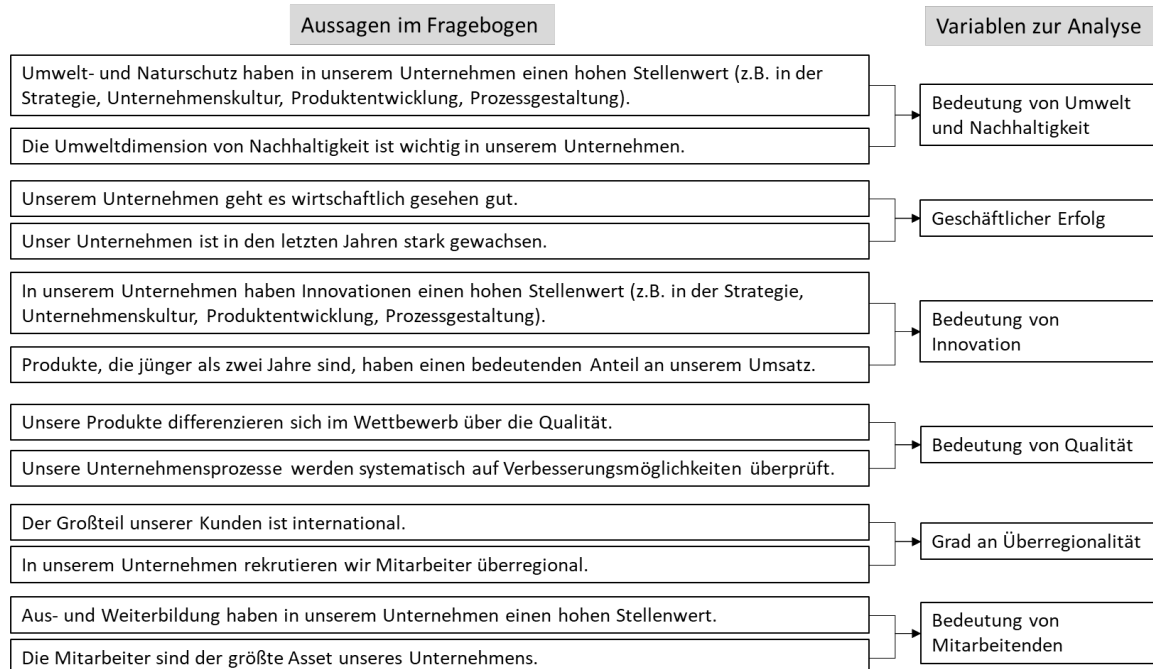 Aussagen im Fragebogen
Variablen zur Analyse
Umwelt- und Naturschutz haben in unserem Unternehmen einen hohen Stellenwert (z.B. in der
Strategie, Unternehmenskultur, Produktentwicklung, Prozessgestaltung).
Die Umweltdimension von Nachhaltigkeit ist wichtig in unserem Unternehmen.
Bedeutung von Umwelt
und Nachhaltigkeit
Unserem Unternehmen geht es wirtschaftlich gesehen gut.
Unser Unternehmen ist in den letzten Jahren stark gewachsen.
Geschäftlicher Erfolg
In unserem Unternehmen haben Innovationen einen hohen Stellenwert (z.B. in der Strategie,
Unternehmenskultur, Produktentwicklung, Prozessgestaltung).
Produkte, die jünger als zwei Jahre sind, haben einen bedeutenden Anteil an unserem Umsatz.
Bedeutung von
Innovation
Unsere Produkte differenzieren sich im Wettbewerb über die Qualität.
Unsere Unternehmensprozesse werden systematisch auf Verbesserungsmöglichkeiten überprüft.
Bedeutung von Qualität
Der Großteil unserer Kunden ist international.
In unserem Unternehmen rekrutieren wir Mitarbeiter überregional.
Grad an Überregionalität
Aus- und Weiterbildung haben in unserem Unternehmen einen hohen Stellenwert.
Die Mitarbeiter sind der größte Asset unseres Unternehmens.
Bedeutung von
Mitarbeitenden